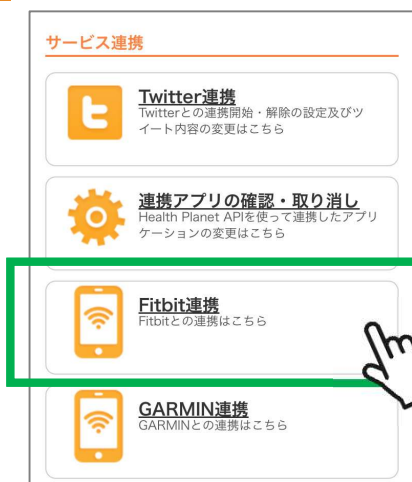 サービス連携
Twitter連携
Twitterとの連携開始・解除の設定及びツ
イート内容の変更はこちら
連携アプリの確認・取り消し
Health Planet APIを使って連携したアプリ
ケーションの変更はこちら
Fitbit連携
Fitbitとの連携はこちら
GARMIN連携
GARMINとの連携はこちら